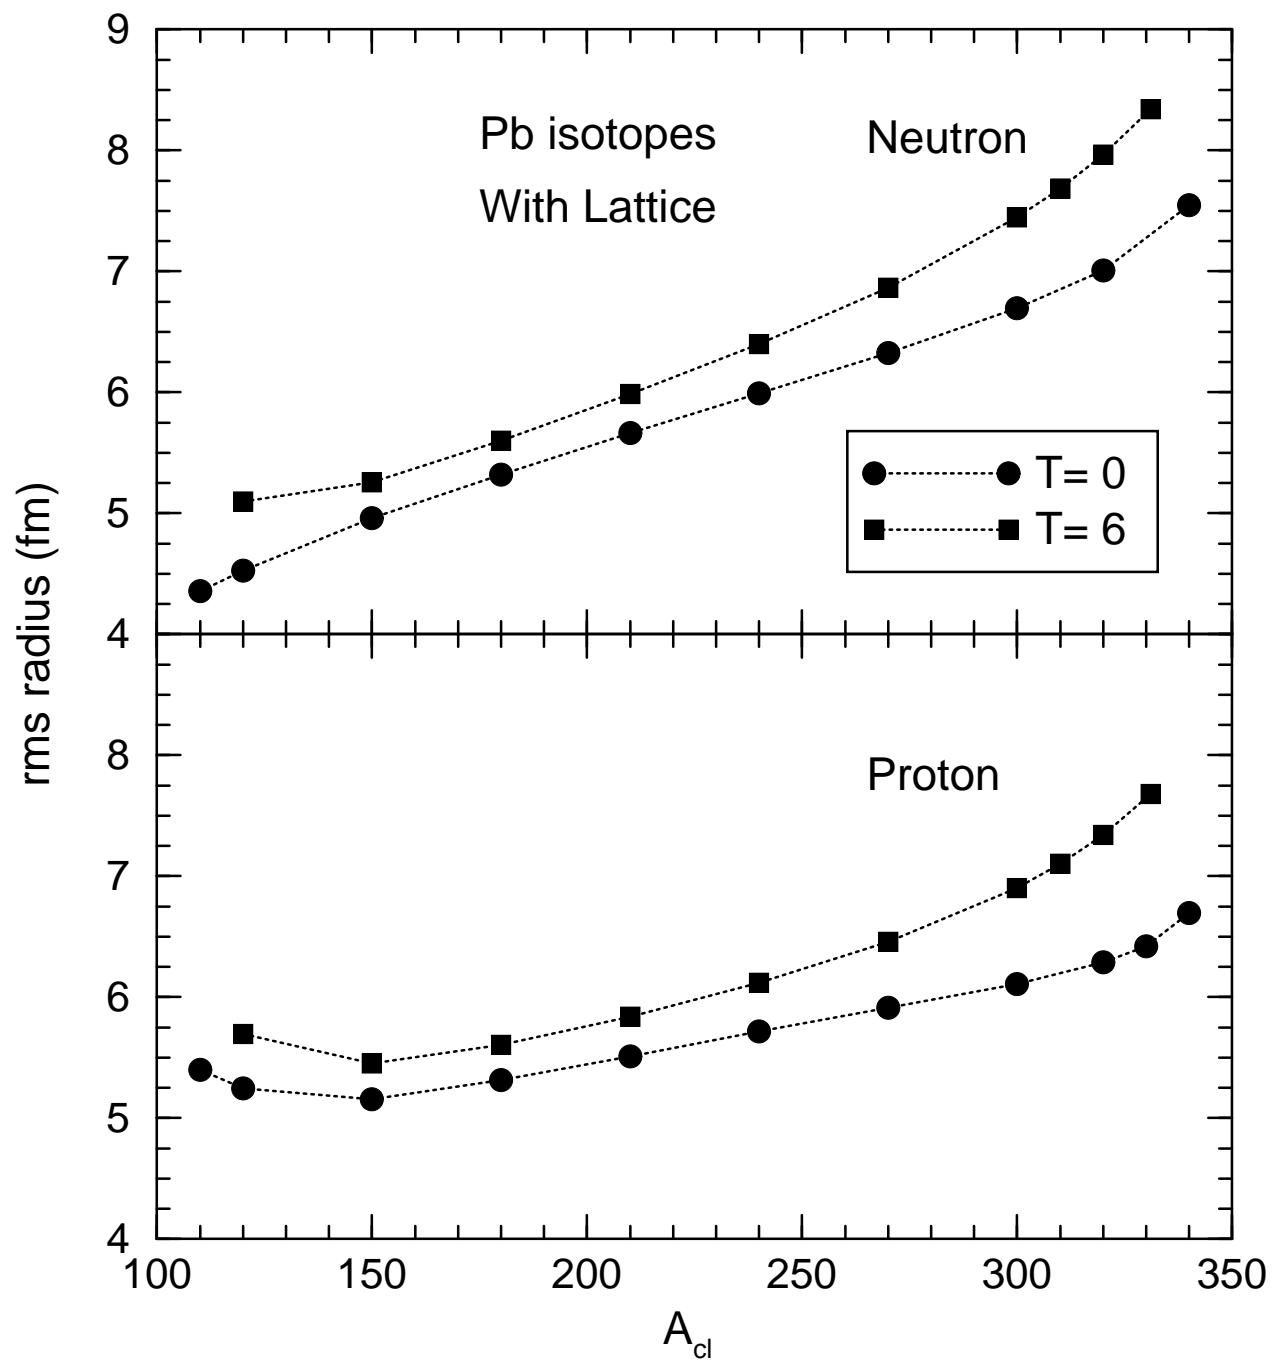 9
8
7
6
5
4
Pb isotopes
With Lattice
Neutron
T= 0
T= 6
rms radius (fm)
8
7
6
5
4
Proton
100 150 200 250 300 350
A_cl